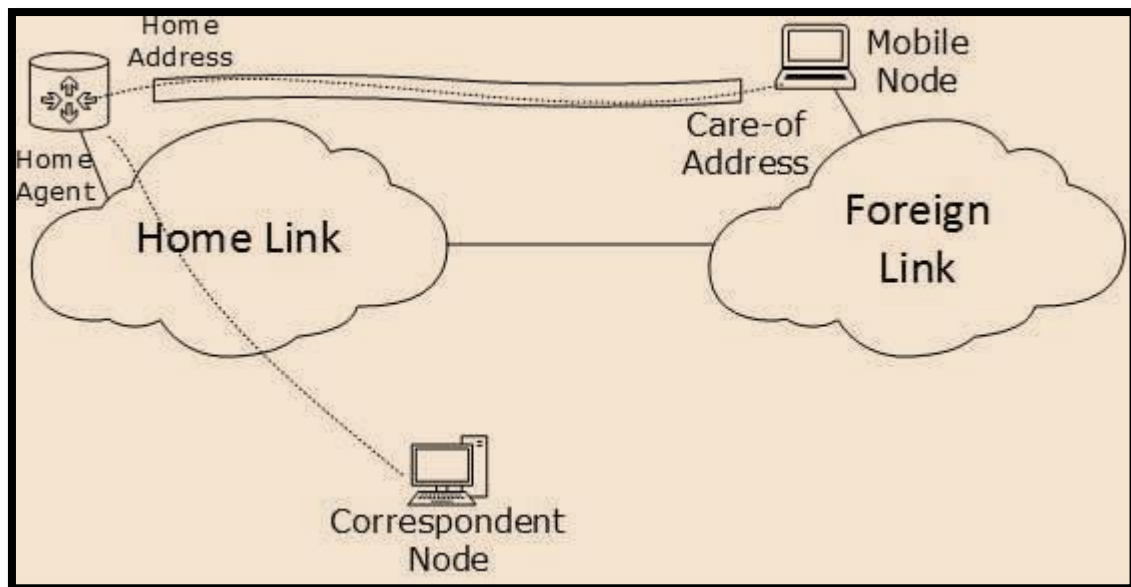 Home
Address
Mobile
Node
Home
Agent
Care-of
Address
Home Link
Foreign
Link
Correspondent
Node